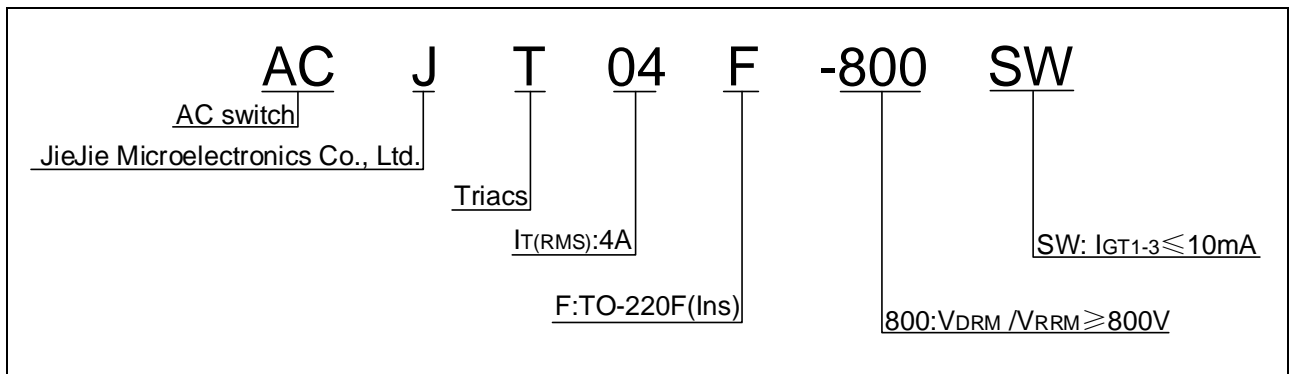 AC J T 04 F -800 SW
AC switch
JieJie Microelectronics Co., Ltd.
Triacs
IT(RMS):4A
SW: IGT1-3≤10mA
F:TO-220F(Ins)
800:VDRM /VRRM≥800V